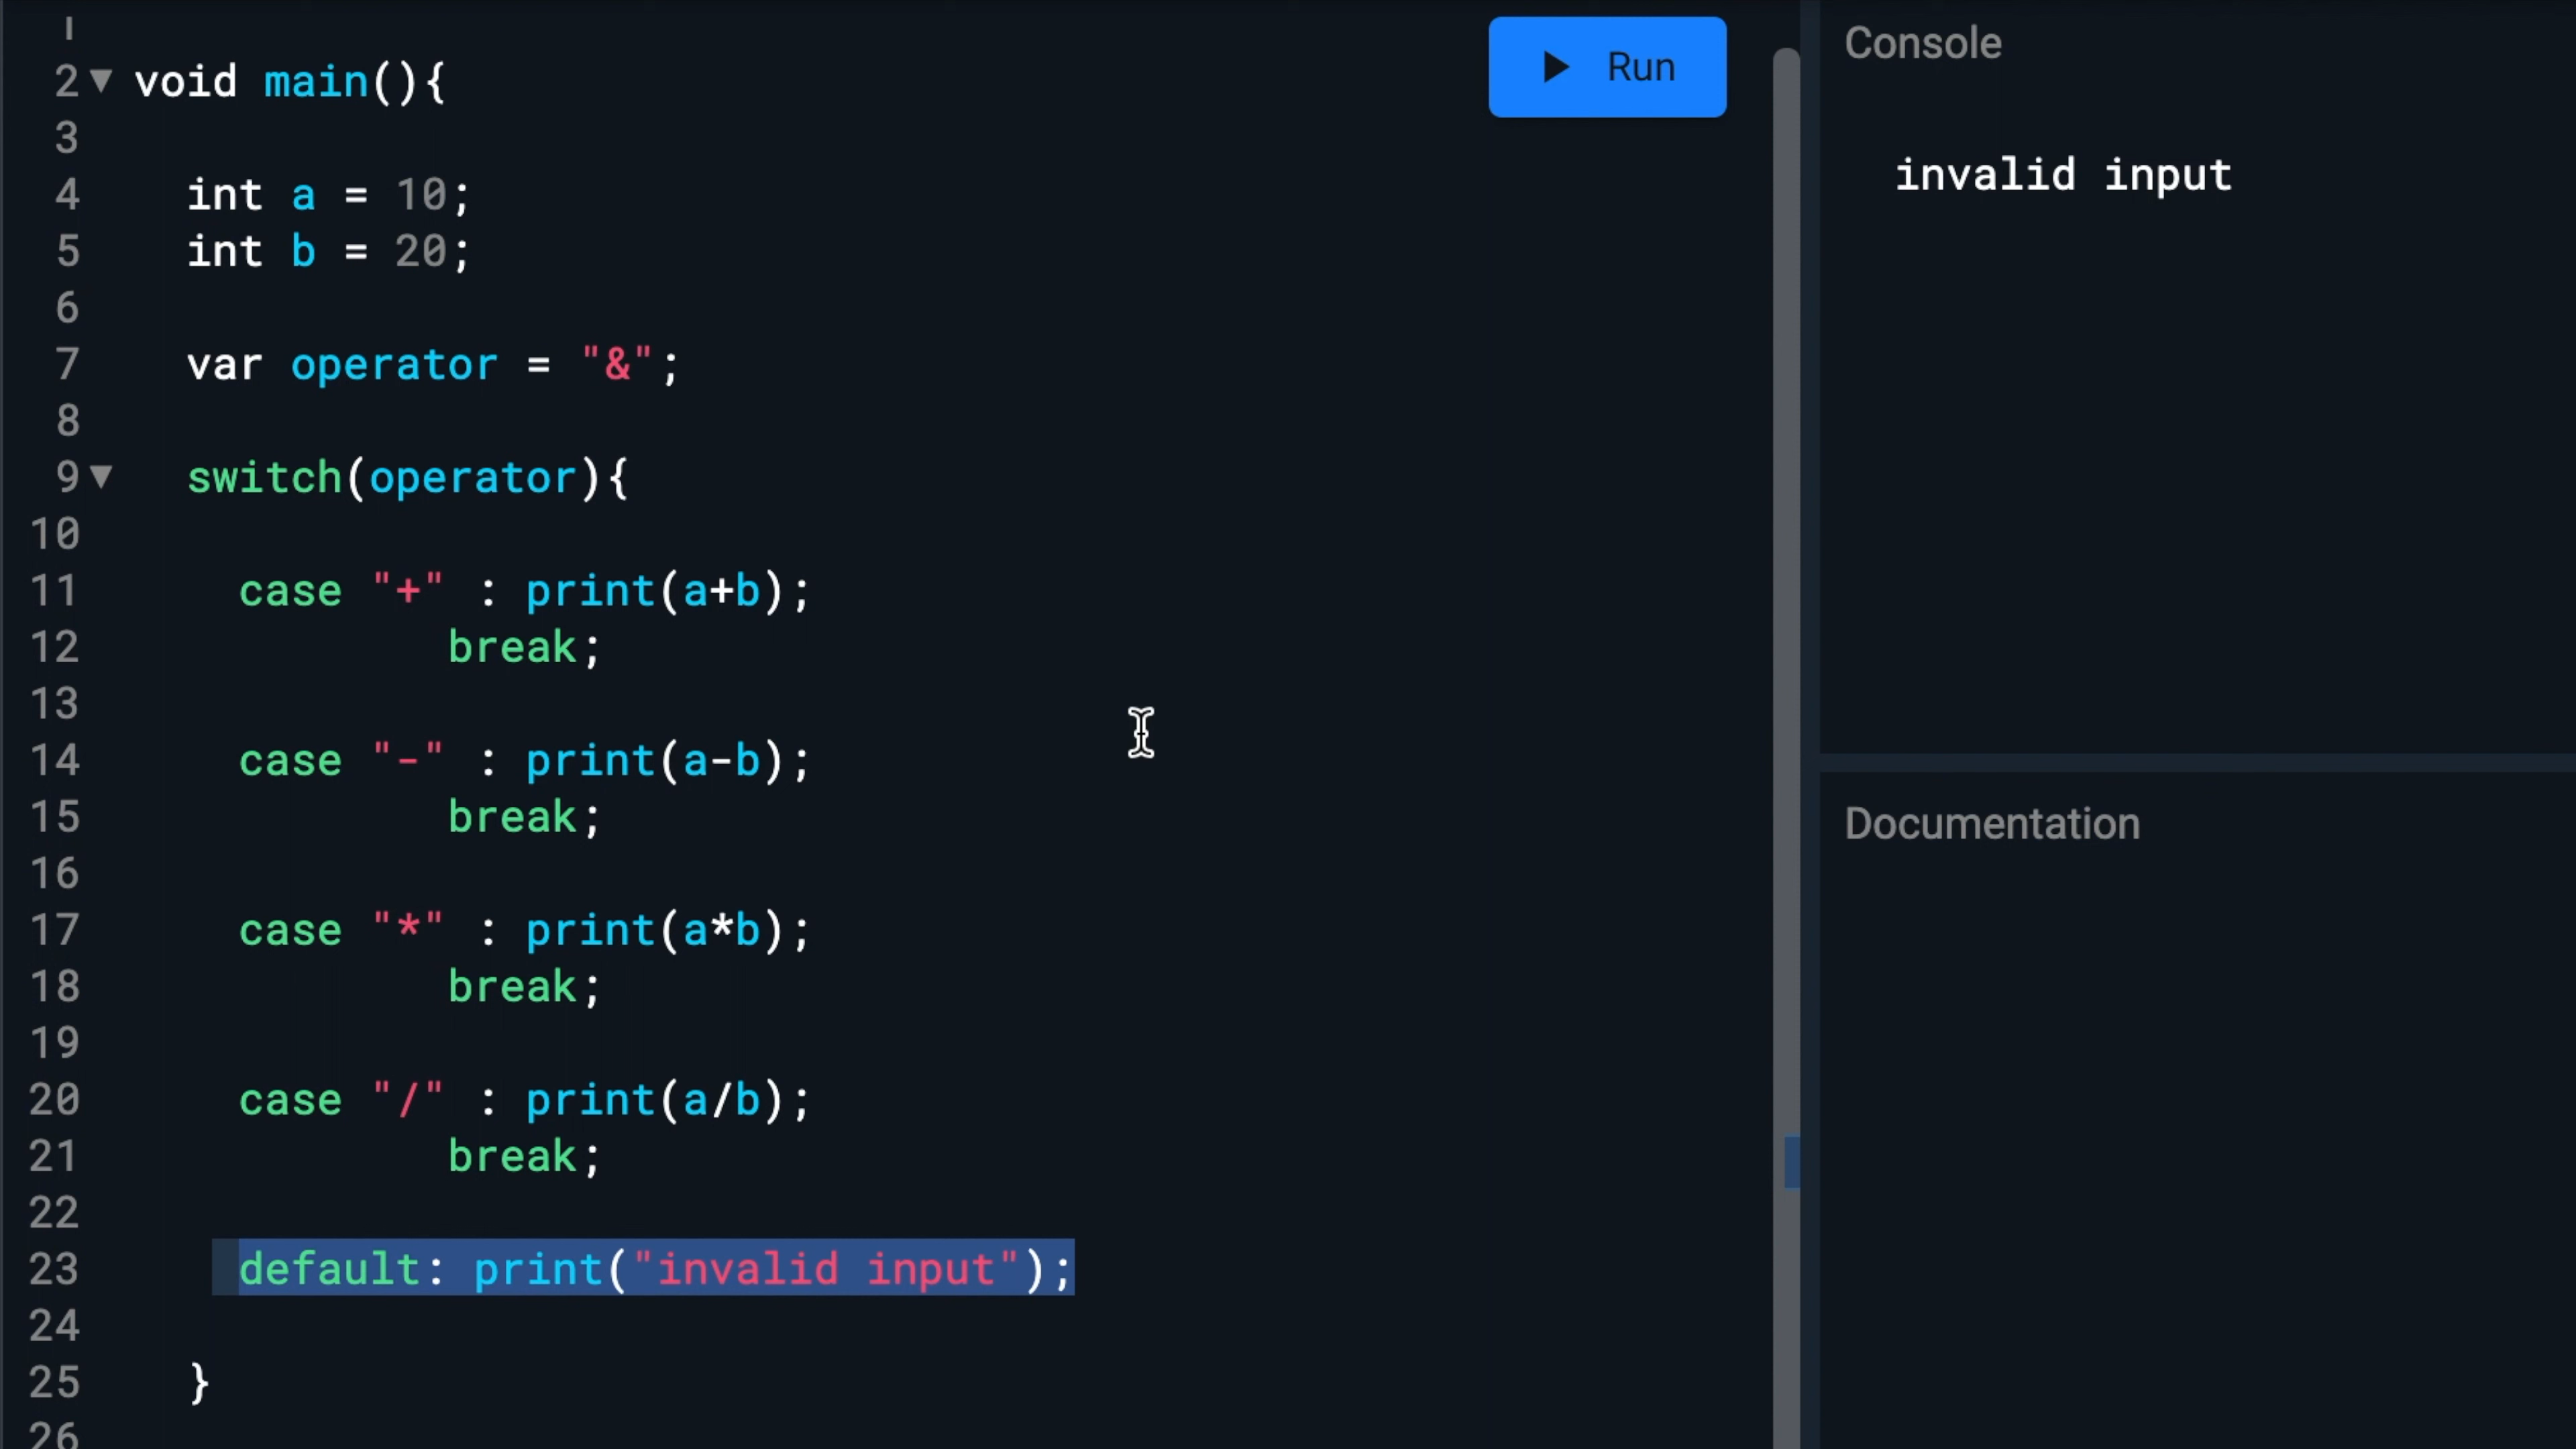 1
2 void main(){
3
4 int a = 10;
5 int b = 20;
6
7 var operator = "&";
8
9 switch(operator){
10
11 case "+" : print(a+b);
12 break;
13
14 case "-" : print(a-b);
15 break;
16
17 case "*" : print(a*b);
18 break;
19
20 case "/" : print(a/b);
21 break;
22
23 default: print("invalid input");
24
25 }
26
Run
Console
invalid input
Documentation